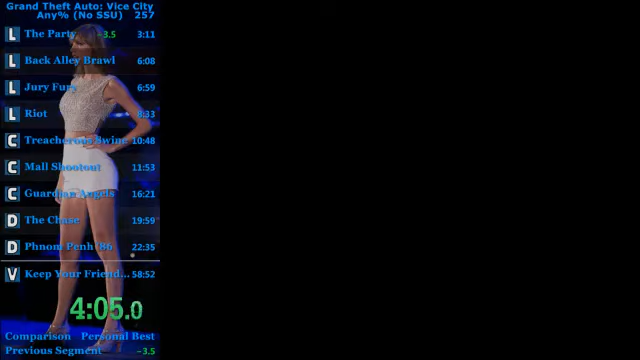 Grand Theft Auto: Vice City
Any% (No SSU) 257
L The Party -3.5 3:11
L Back Alley Brawl 6:08
L Jury Fury 6:59
L Riot 8:33
C Treacherous Swine 10:48
C Mall Shootout 11:53
C Guardian Angels 16:21
D The Chase 19:59
D Phnom Penh '86 22:35
V Keep Your Friend... 58:52
4:05.0
Comparison Personal Best
Previous Segment -3.5